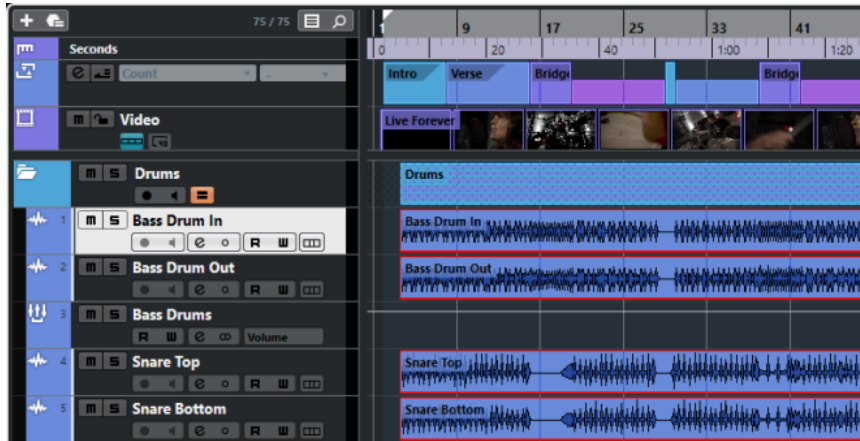 75 / 75
1 9 17 25 33 41
Seconds
0 20 40 1:00 1:20
e Count -
Intro Verse Bridge Bridge
m Video
Live Forever
m S Drums
Drums
1 m S Bass Drum In
e R W
Bass Drum In
2 m S Bass Drum Out
e R W
Bass Drum Out
3 m S Bass Drums
R W e Volume
4 m S Snare Top
e R W
Snare Top
5 m S Snare Bottom
e R W
Snare Bottom